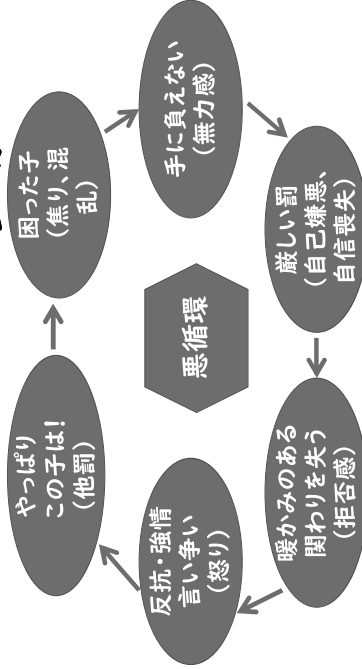 困った子
(焦り、混
乱)
手に負えない
(無力感)
厳しい罰
(自己嫌悪、
自信喪失)
暖かみのある
関わりを失う
(拒否感)
反抗・強情
言い争い
(怒り)
やっぱり
この子は!
(他罰)
悪循環